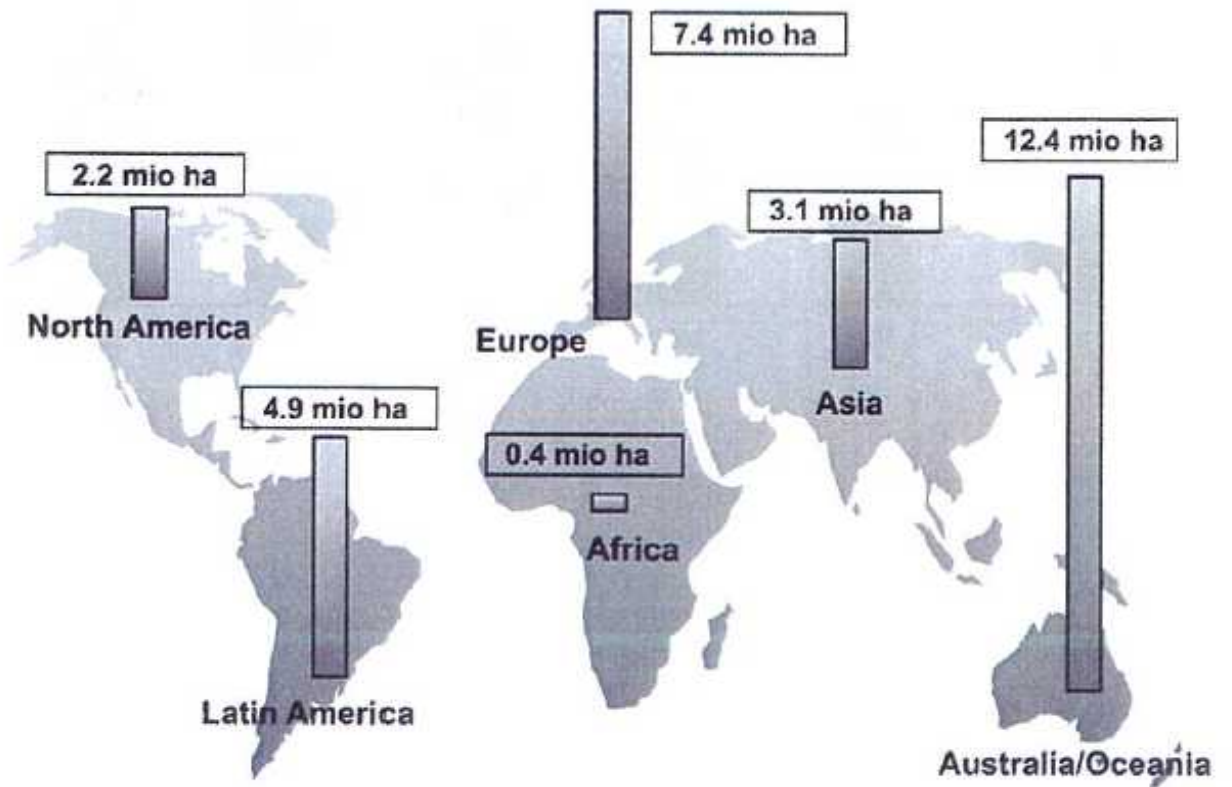 7.4 mio ha
12.4 mio ha
2.2 mio ha
3.1 mio ha
North America
Europe
4.9 mio ha
Asia
0.4 mio ha
Africa
Latin America
Australia/Oceania